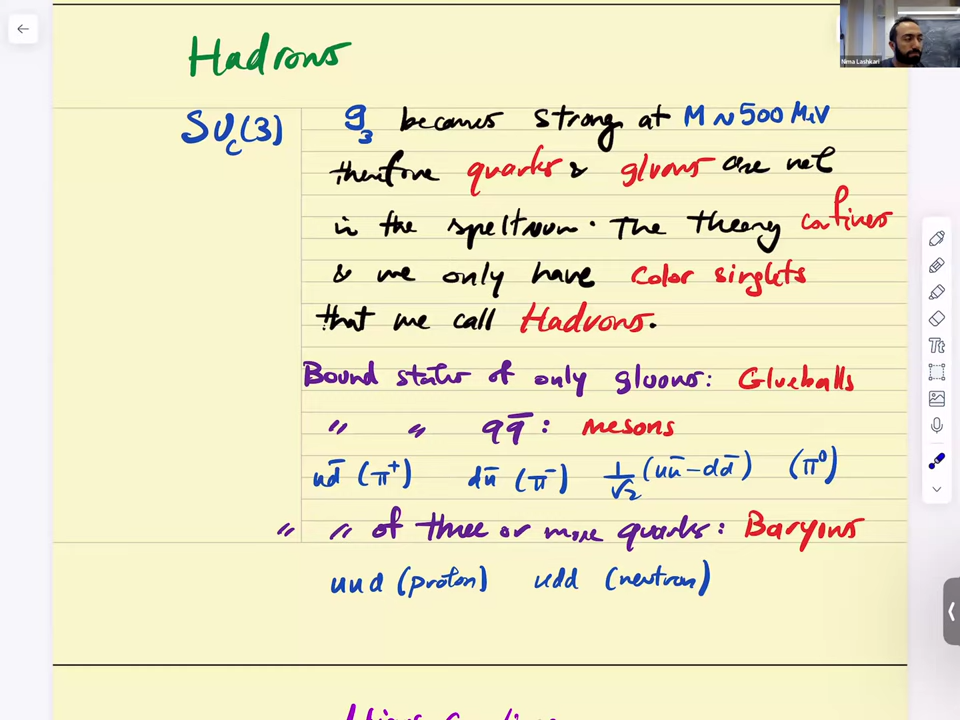 Nima Lashkari
Hadrons
SU_c(3)
g_3 becomes strong at M ~ 500 MeV
therefore quarks & gluons are not
in the spectrum. The theory confines
& we only have color singlets
that we call Hadrons.
Bound states of only gluons: Glueballs
" " qq̄ : mesons
ud̄ (π⁺) dū (π⁻) 1/√2 (uū - dd̄) (π⁰)
" " of three or more quarks: Baryons
uud (proton) udd (neutron)
Tt